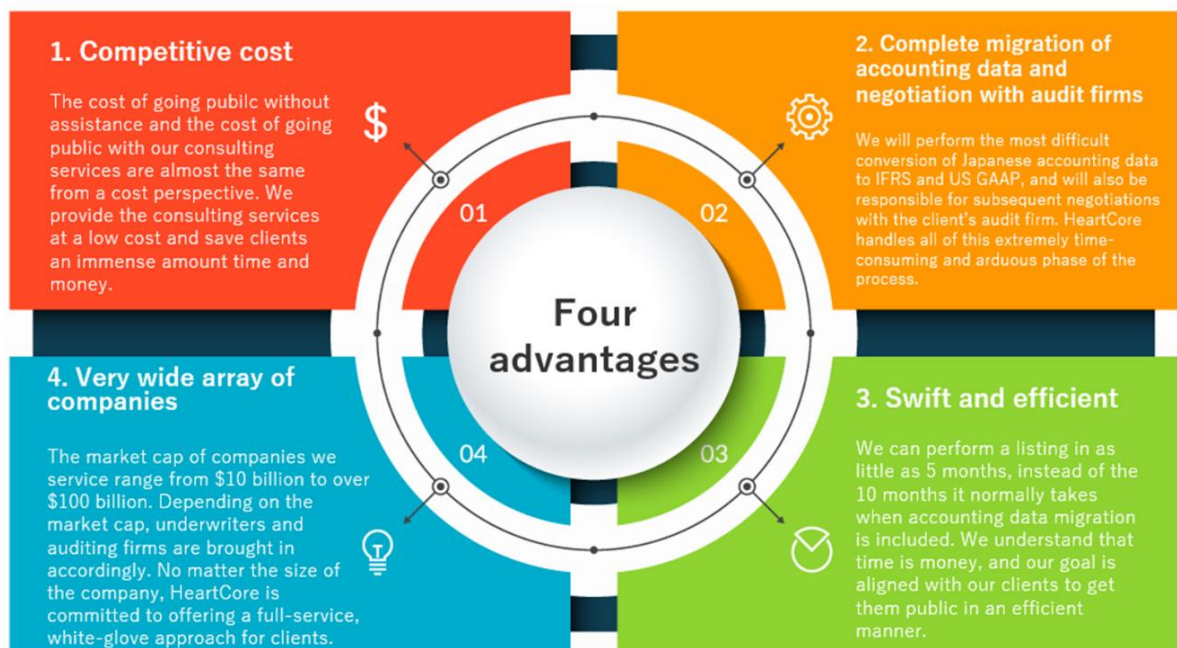 1. Competitive cost
The cost of going public without
assistance and the cost of going
public with our consulting
services are almost the same
from a cost perspective. We
provide the consulting services
at a low cost and save clients
an immense amount time and
money.
$
01
2. Complete migration of
accounting data and
negotiation with audit firms
We will perform the most difficult
conversion of Japanese accounting data
to IFRS and US GAAP, and will also be
responsible for subsequent negotiations
with the client's audit firm. HeartCore
handles all of this extremely time-
consuming and arduous phase of the
process.
02
Four
advantages
4. Very wide array of
companies
The market cap of companies we
service range from $10 billion to over
$100 billion. Depending on the
market cap, underwriters and
auditing firms are brought in
accordingly. No matter the size of
the company, HeartCore is
committed to offering a full-service,
white-glove approach for clients.
04
3. Swift and efficient
We can perform a listing in as
little as 5 months, instead of the
10 months it normally takes
when accounting data migration
is included. We understand that
time is money, and our goal is
aligned with our clients to get
them public in an efficient
manner.
03